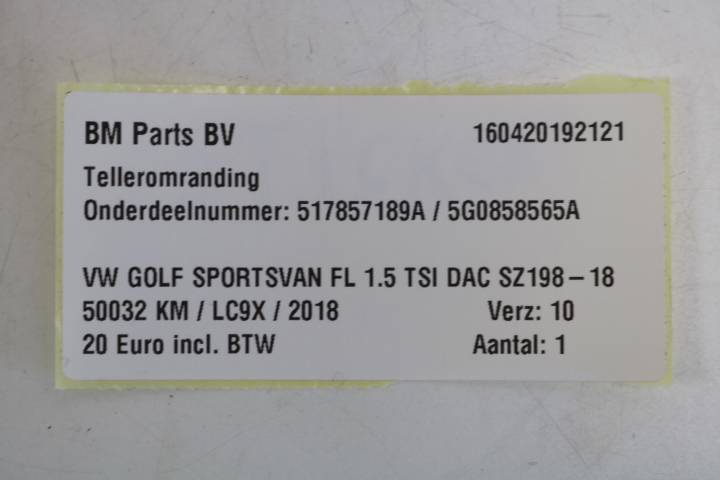 BM Parts BV 160420192121
Telleromranding
Onderdeelnummer: 517857189A / 5G0858565A
VW GOLF SPORTSVAN FL 1.5 TSI DAC SZ198-18
50032 KM / LC9X / 2018 Verz: 10
20 Euro incl. BTW Aantal: 1